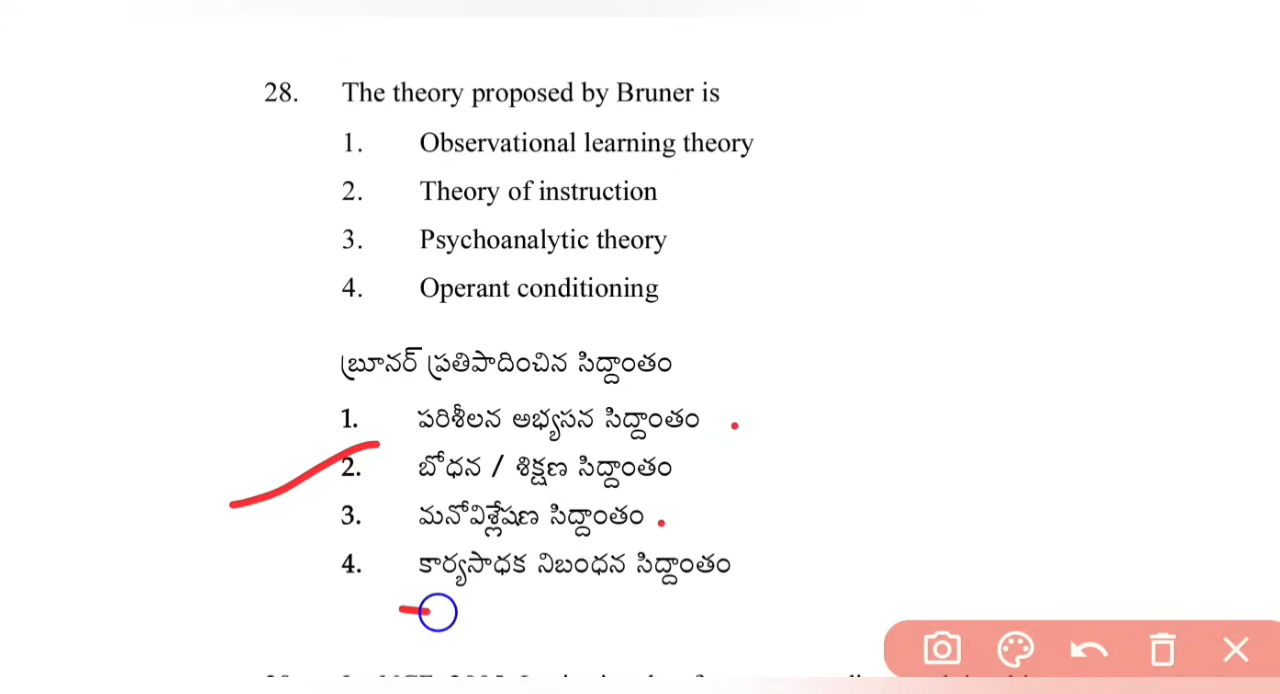 28. The theory proposed by Bruner is
1. Observational learning theory
2. Theory of instruction
3. Psychoanalytic theory
4. Operant conditioning
బ్రూనర్ ప్రతిపాదించిన సిద్దాంతం
1. పరిశీలన అభ్యసన సిద్దాంతం
2. బోధన / శిక్షణ సిద్దాంతం
3. మనోవిశ్లేషణ సిద్దాంతం
4. కార్యసాధక నిబంధన సిద్దాంతం